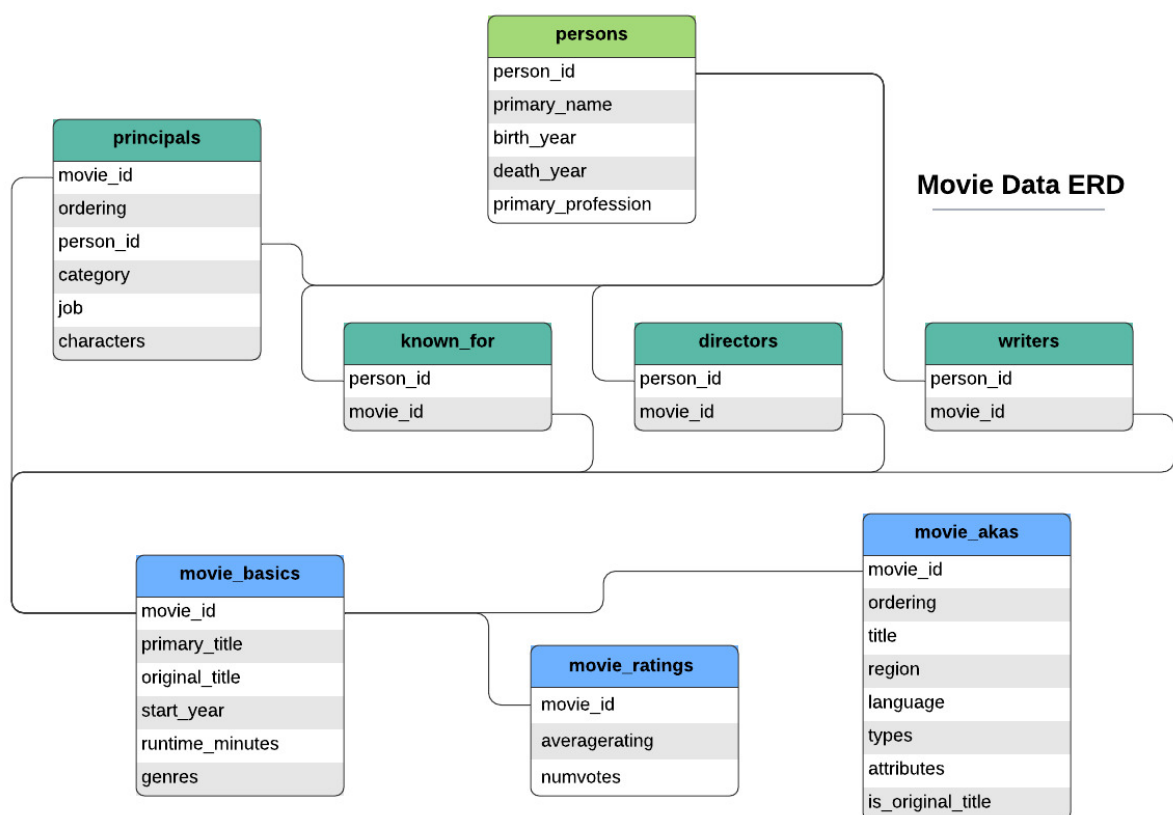 persons
person_id
primary_name
birth_year
death_year
primary_profession
principals
movie_id
ordering
person_id
category
job
characters
Movie Data ERD
known_for
person_id
movie_id
directors
person_id
movie_id
writers
person_id
movie_id
movie_basics
movie_id
primary_title
original_title
start_year
runtime_minutes
genres
movie_ratings
movie_id
averagerating
numvotes
movie_akas
movie_id
ordering
title
region
language
types
attributes
is_original_title